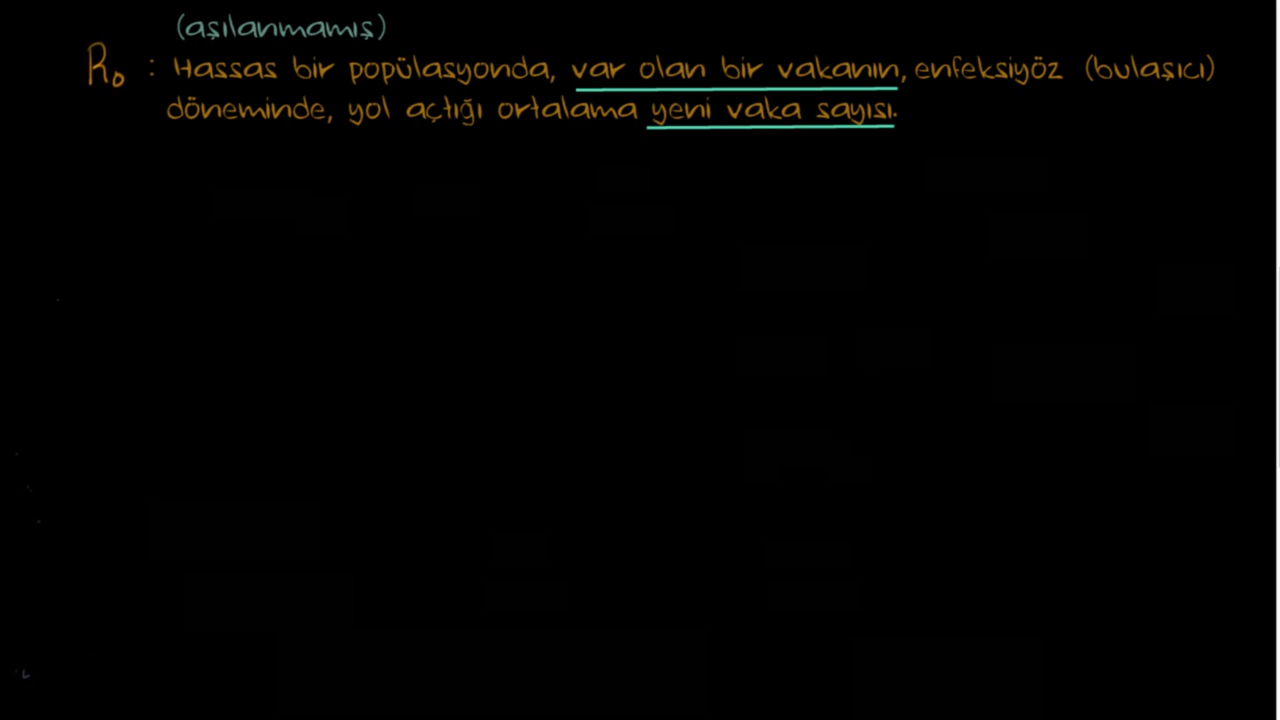 (aşılanmamış)
R₀ : Hassas bir popülasyonda, var olan bir vakanın, enfeksiyöz (bulaşıcı)
döneminde, yol açtığı ortalama yeni vaka sayısı.